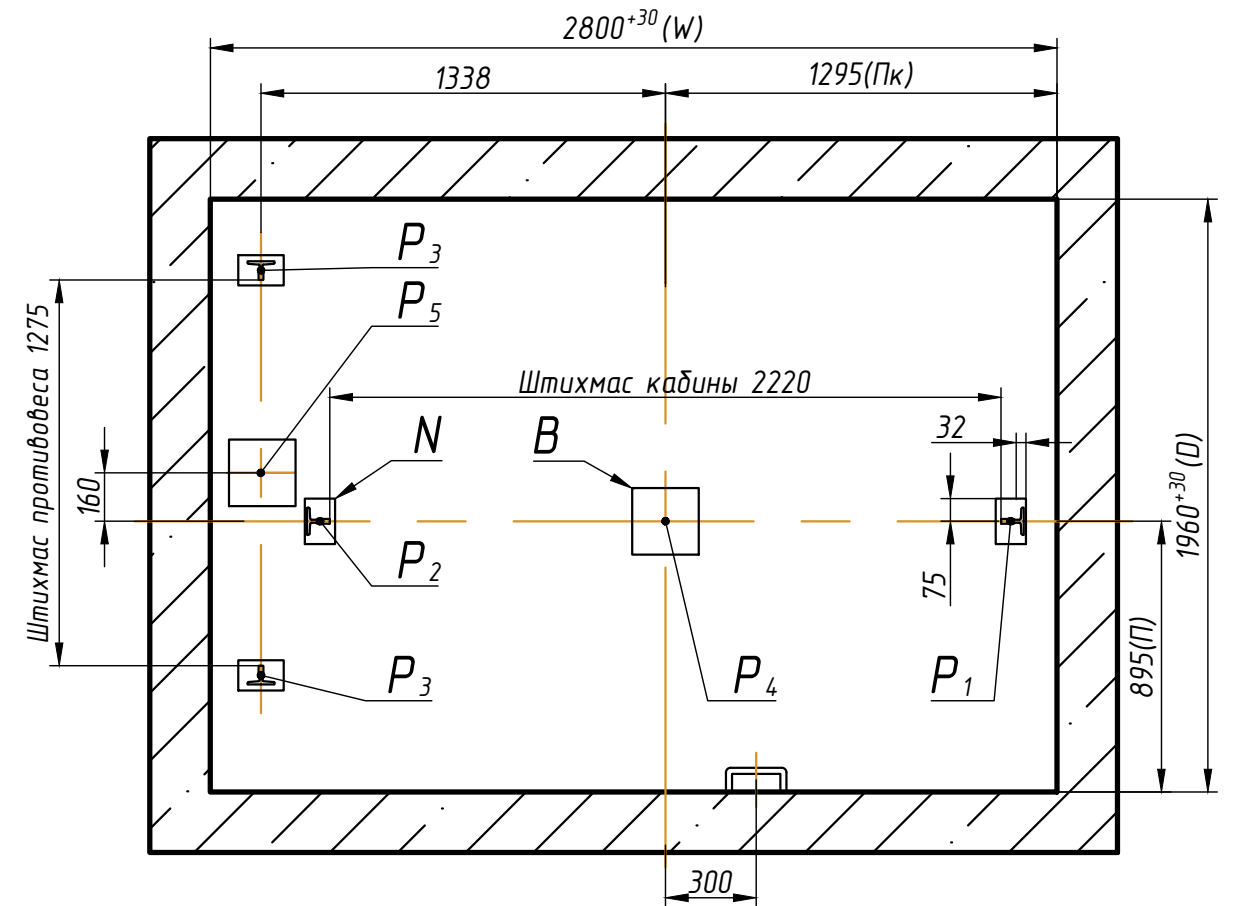 2800⁺³⁰(W)
1338
1295(Пк)
P₃
P₅
Штихмас противовеса 1275
Штихмас кабины 2220
N
B
32
160
1960⁺³⁰(D)
P₂
75
P₃
P₄
P₁
895(П)
300